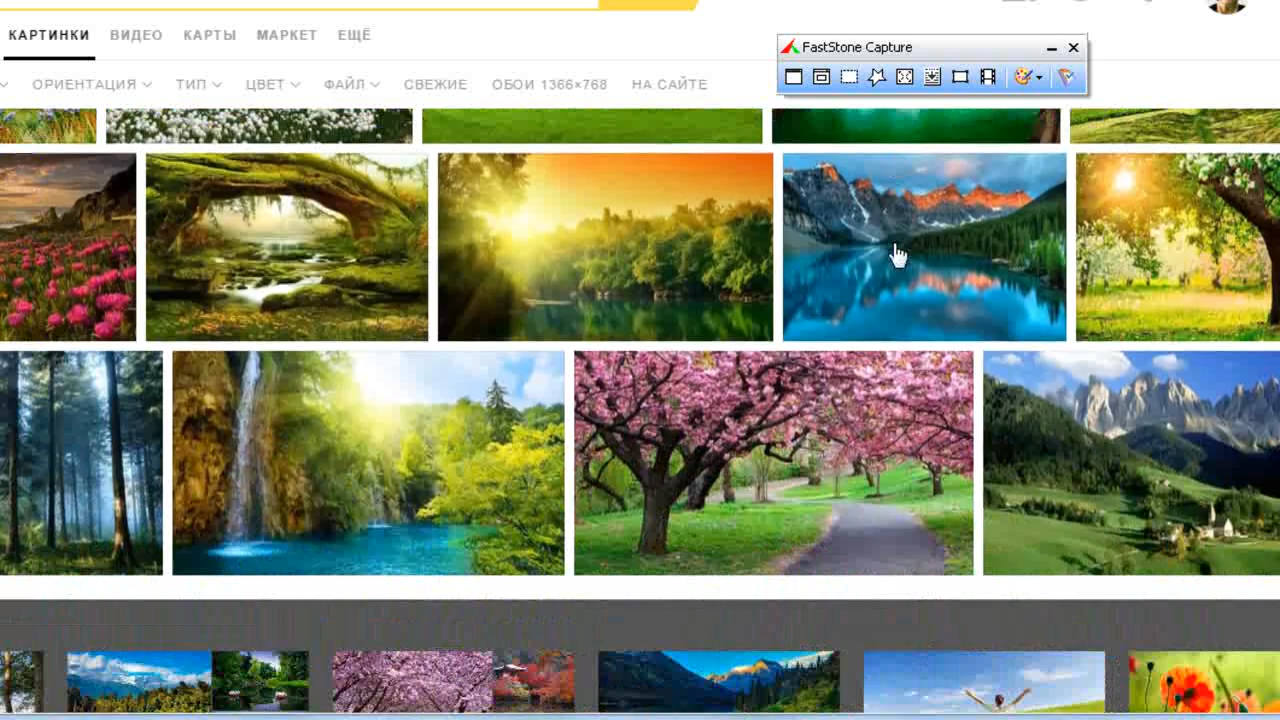 КАРТИНКИ ВИДЕО КАРТЫ МАРКЕТ ЕЩЁ
FastStone Capture
ОРИЕНТАЦИЯ ТИП ЦВЕТ ФАЙЛ СВЕЖИЕ ОБОИ 1366×768 НА САЙТЕ